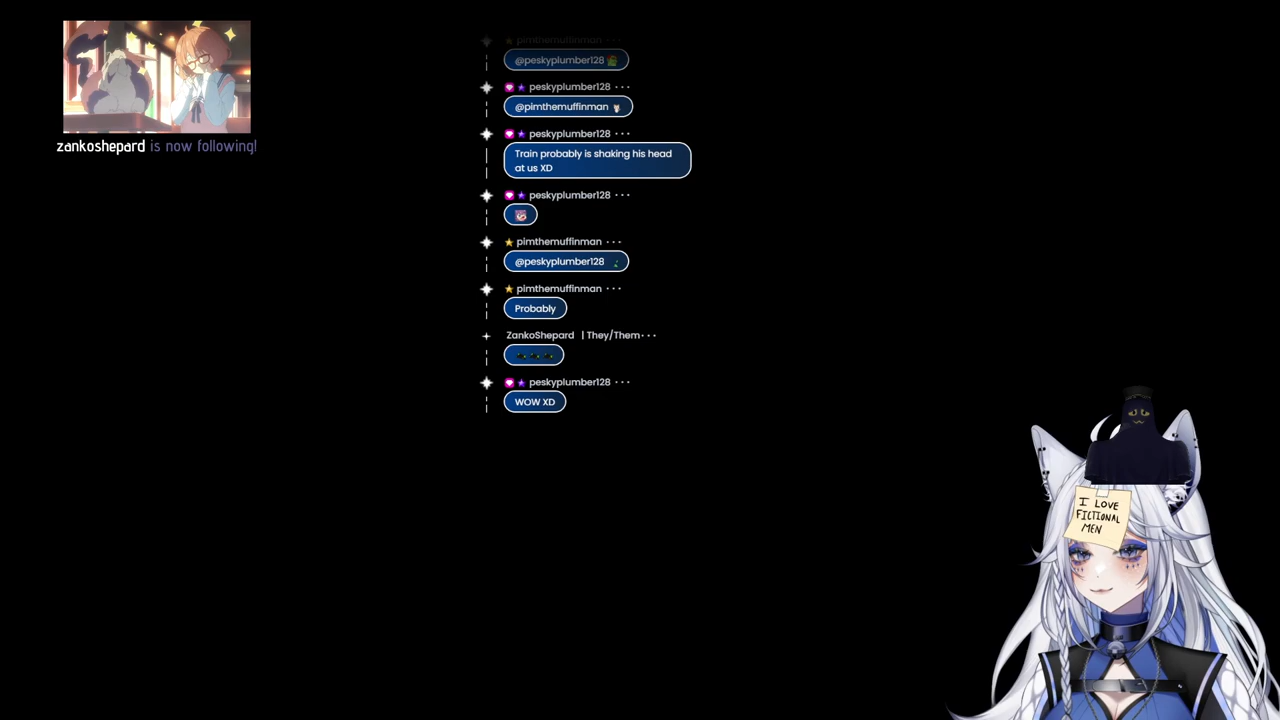 pimthemuffinman
@peskyplumber128
peskyplumber128
@pimthemuffinman
peskyplumber128
Train probably is shaking his head
at us XD
peskyplumber128
pimthemuffinman
@peskyplumber128
pimthemuffinman
Probably
ZankoShepard | They/Them
peskyplumber128
WOW XD
zankoshepard is now following!
I LOVE
FICTIONAL
MEN